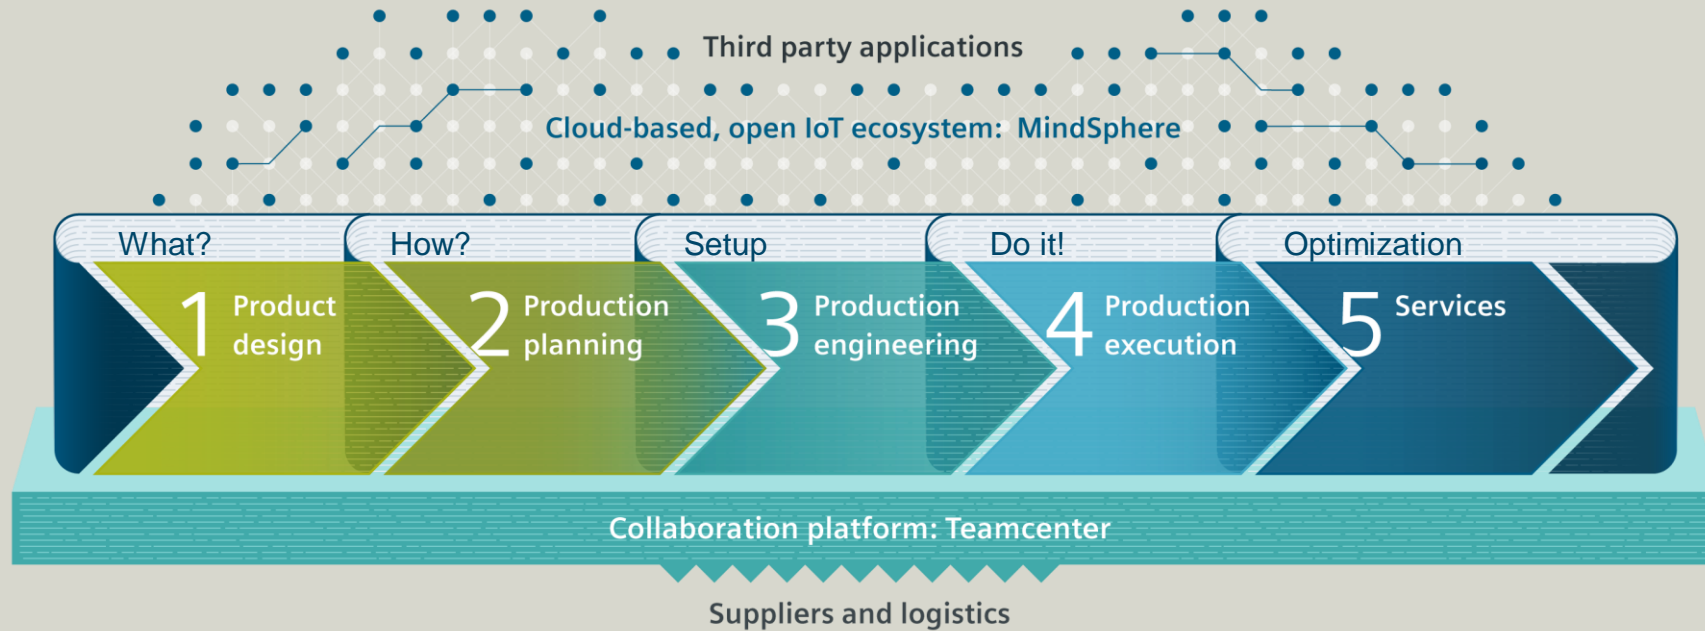 Third party applications
Cloud-based, open IoT ecosystem: MindSphere
What?
How?
Setup
Do it!
Optimization
1 Product
design
2 Production
planning
3 Production
engineering
4 Production
execution
5 Services
Collaboration platform: Teamcenter
Suppliers and logistics